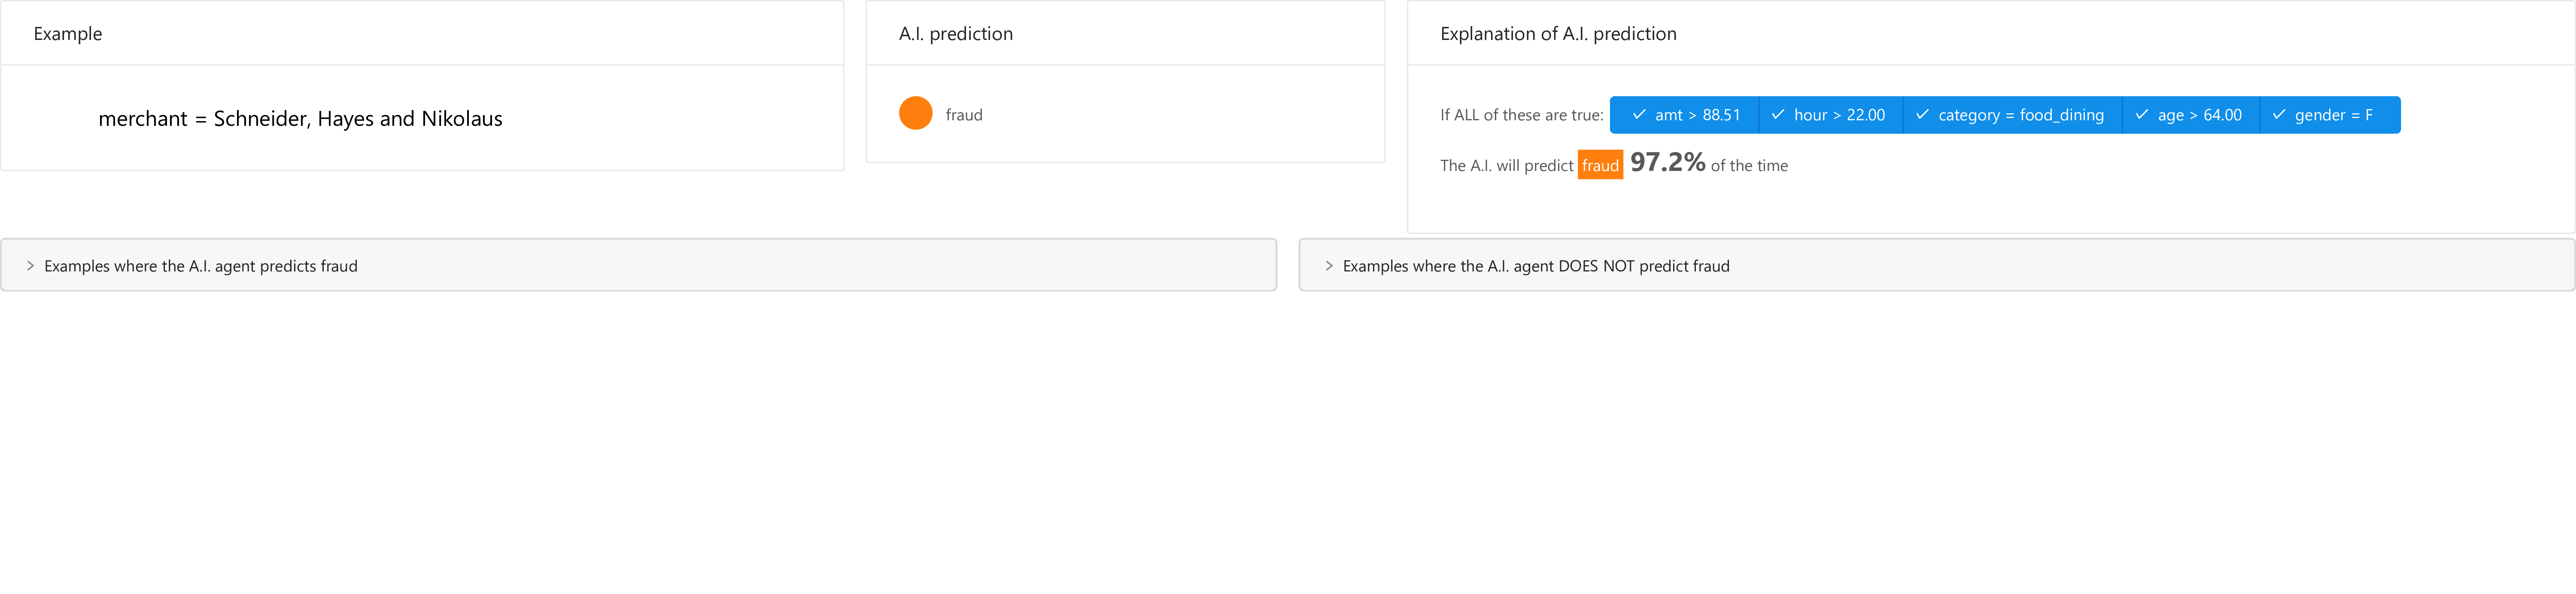 Example
merchant = Schneider, Hayes and Nikolaus
A.I. prediction
fraud
Explanation of A.I. prediction
If ALL of these are true: ✓ amt > 88.51 ✓ hour > 22.00 ✓ category = food_dining ✓ age > 64.00 ✓ gender = F
The A.I. will predict fraud 97.2% of the time
> Examples where the A.I. agent predicts fraud
> Examples where the A.I. agent DOES NOT predict fraud